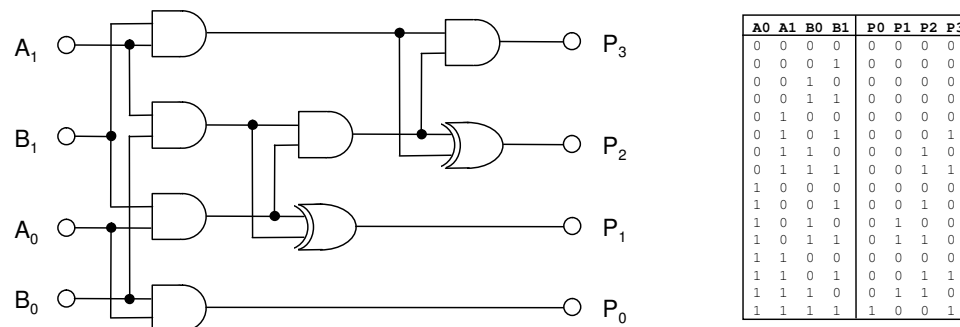 A1
B1
A0
B0
P3
P2
P1
P0
A0 A1 B0 B1 P0 P1 P2 P3
0 0 0 0 0 0 0 0
0 0 0 1 0 0 0 0
0 0 1 0 0 0 0 0
0 0 1 1 0 0 0 0
0 1 0 0 0 0 0 0
0 1 0 1 0 0 0 1
0 1 1 0 0 0 1 0
0 1 1 1 0 0 1 1
1 0 0 0 0 0 0 0
1 0 0 1 0 0 1 0
1 0 1 0 0 1 0 0
1 0 1 1 0 1 1 0
1 1 0 0 0 0 0 0
1 1 0 1 0 0 1 1
1 1 1 0 0 1 1 0
1 1 1 1 1 0 0 1